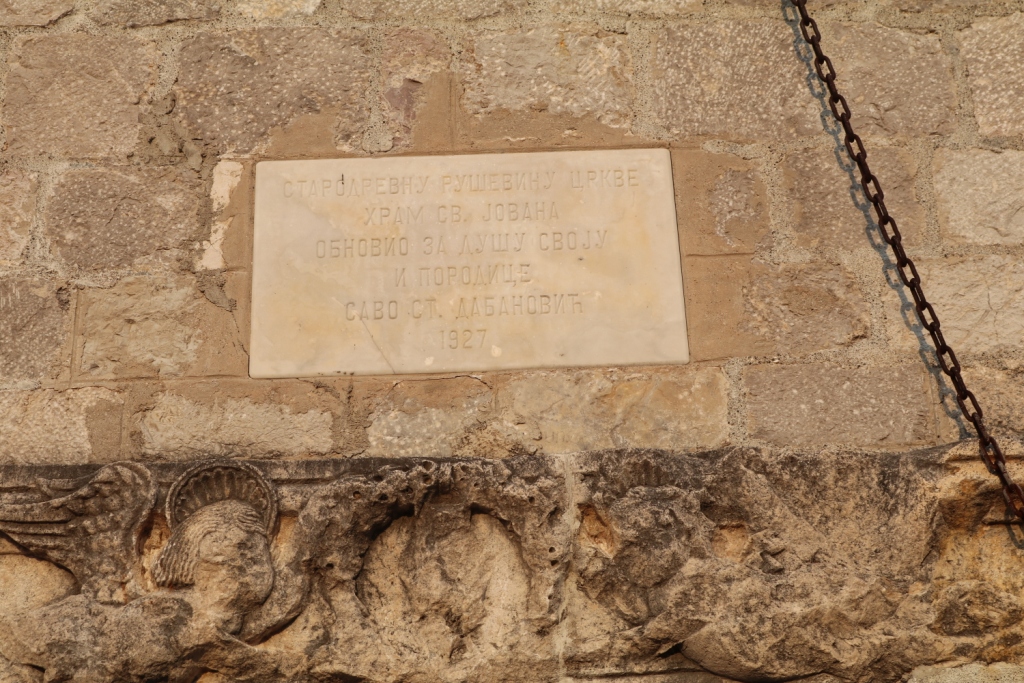 СТАРОДРЕВНУ РУШЕВИНУ ЦРКВЕ
ХРАМ СВ. ЈОВАНА
ОБНОВИО ЗА ДУШУ СВОЈУ
И ПОРОДИЦЕ
САВО СТ. ДАБАНОВИЋ
1927